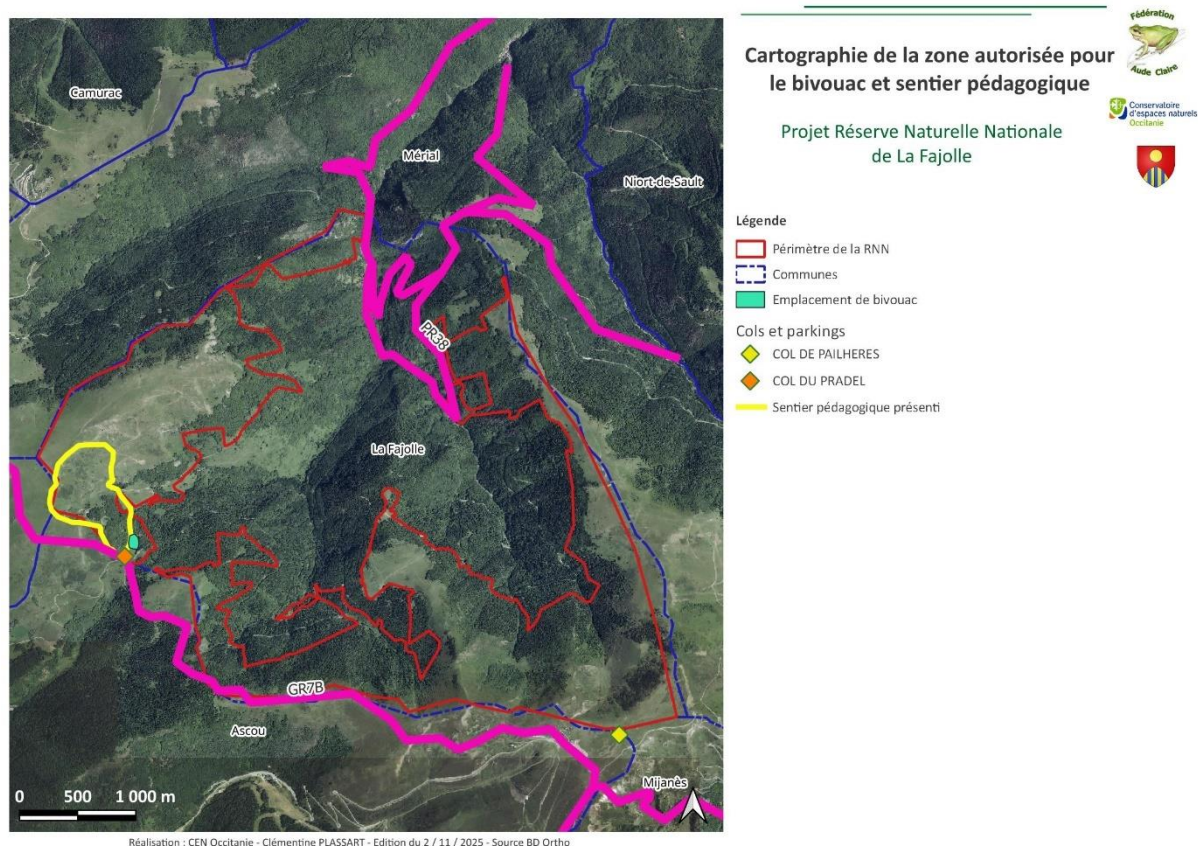 Cartographie de la zone autorisée pour
le bivouac et sentier pédagogique
Projet Réserve Naturelle Nationale
de La Fajolle
Fédération
Aude Claire
Conservatoire
d'espaces naturels
Occitanie
Légende
Périmètre de la RNN
Communes
Emplacement de bivouac
Cols et parkings
COL DE PAILHERES
COL DU PRADEL
Sentier pédagogique présenti
Camurac
Mérial
Niort-de-Sault
PR38
La Fajolle
GR7B
Ascou
Mijanès
0 500 1 000 m
Réalisation : CEN Occitanie - Clémentine PLASSART - Edition du 2 / 11 / 2025 - Source BD Ortho